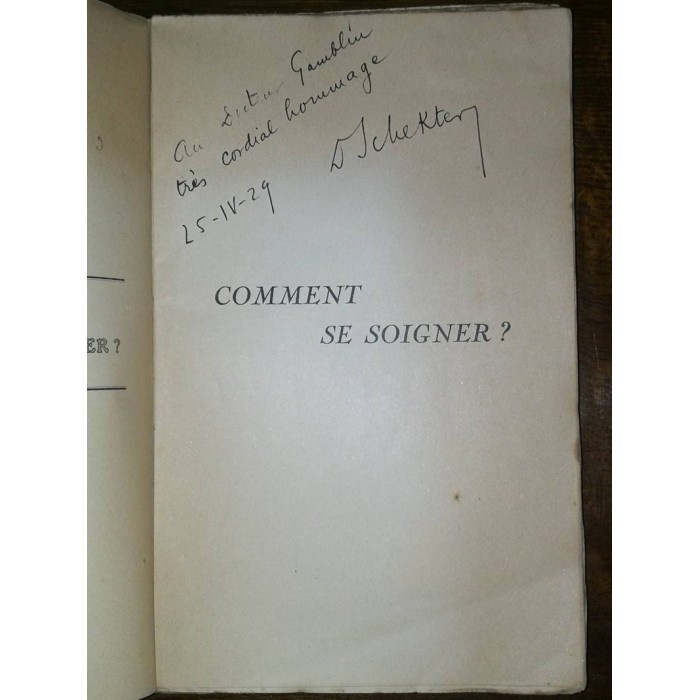 Au Docteur Gamblin
très cordial hommage
25-IV-29
D Schekter
COMMENT
SE SOIGNER ?
ER ?